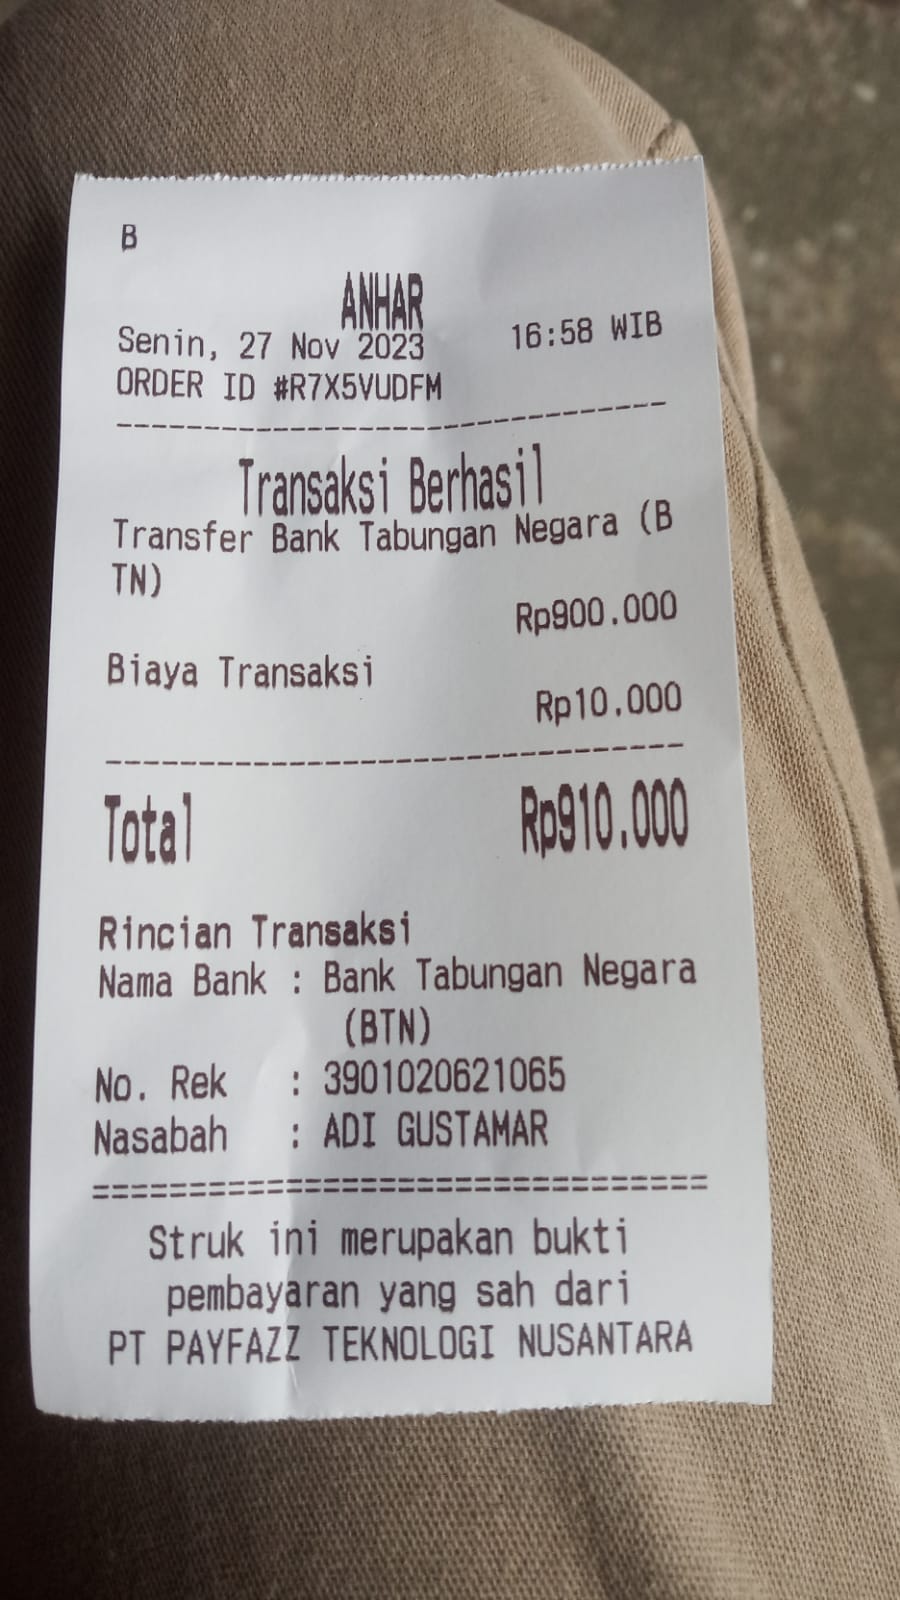 B
ANHAR
Senin, 27 Nov 2023 16:58 WIB
ORDER ID #R7X5VUDFM
--------------------------------
Transaksi Berhasil
Transfer Bank Tabungan Negara (B
TN)
Rp900.000
Biaya Transaksi
Rp10.000
--------------------------------
Total Rp910.000
Rincian Transaksi
Nama Bank : Bank Tabungan Negara
(BTN)
No. Rek : 3901020621065
Nasabah : ADI GUSTAMAR
================================
Struk ini merupakan bukti
pembayaran yang sah dari
PT PAYFAZZ TEKNOLOGI NUSANTARA